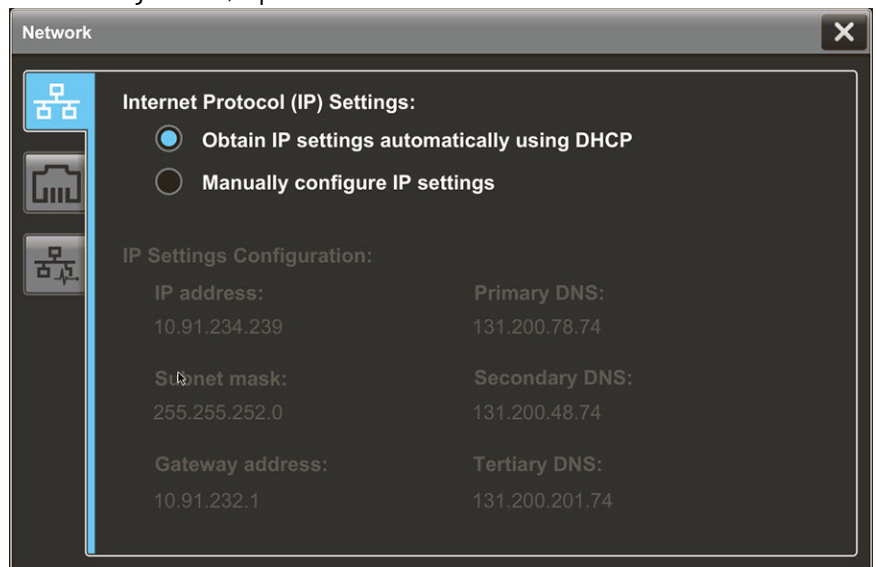 Network
Internet Protocol (IP) Settings:
Obtain IP settings automatically using DHCP
Manually configure IP settings
IP Settings Configuration:
IP address:
10.91.234.239
Primary DNS:
131.200.78.74
Subnet mask:
255.255.252.0
Secondary DNS:
131.200.48.74
Gateway address:
10.91.232.1
Tertiary DNS:
131.200.201.74